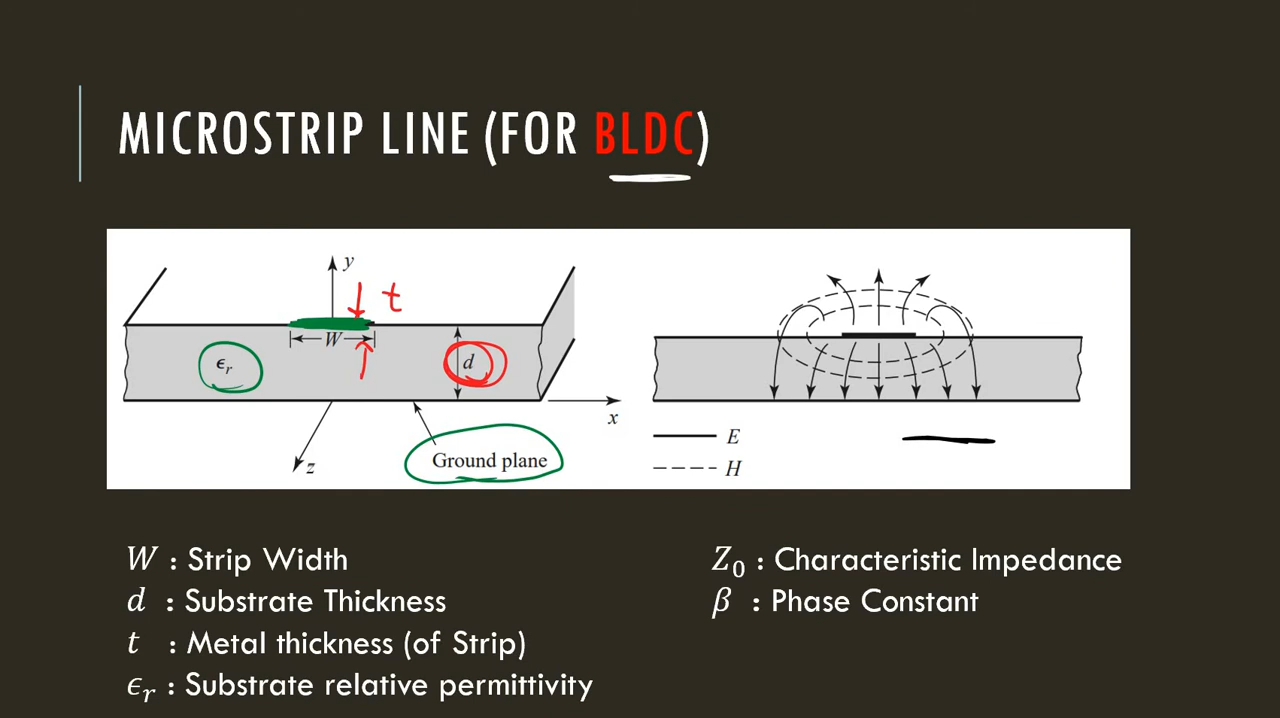 MICROSTRIP LINE (FOR BLDC)
y
t
W
ϵr
d
x
z
Ground plane
E
H
W : Strip Width
d : Substrate Thickness
t : Metal thickness (of Strip)
ϵr : Substrate relative permittivity
Z0 : Characteristic Impedance
β : Phase Constant